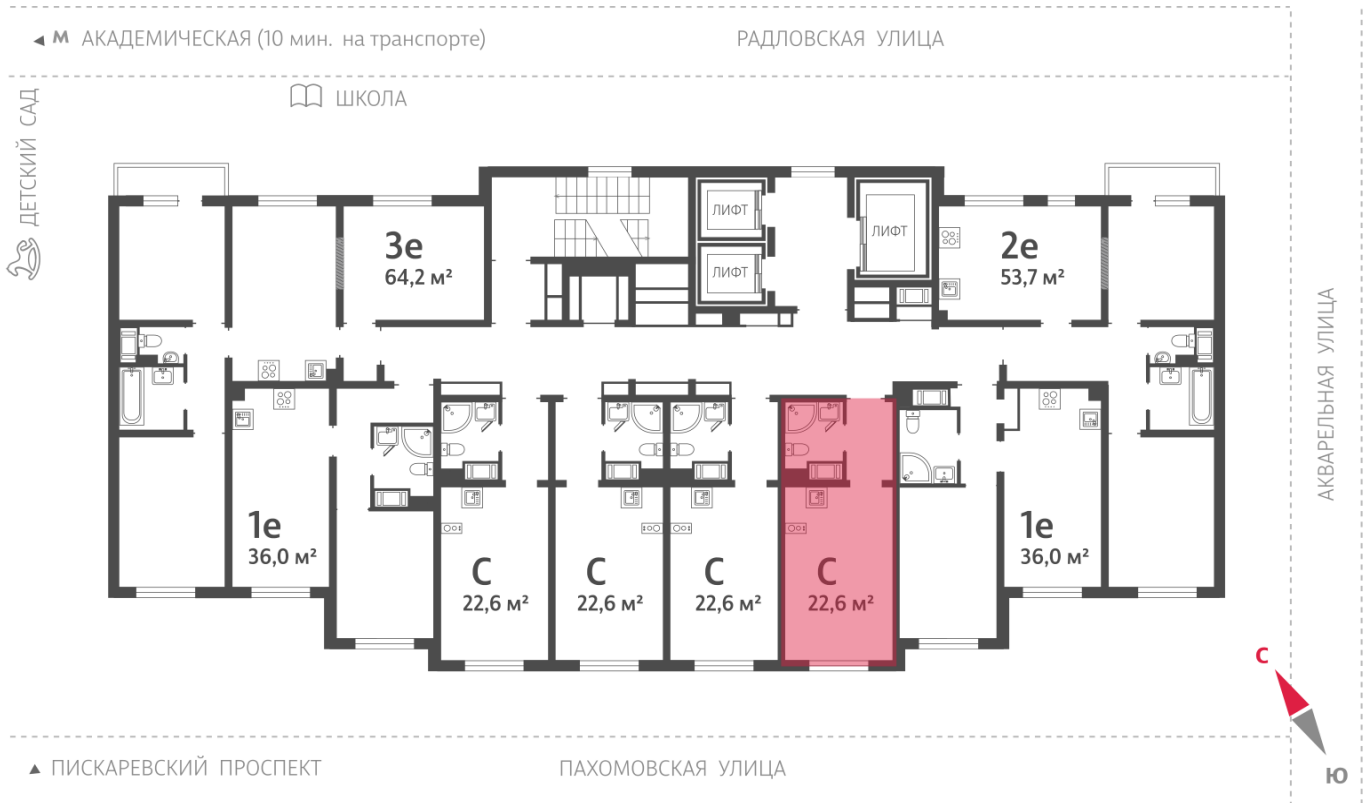 М АКАДЕМИЧЕСКАЯ (10 мин. на транспорте)
РАДЛОВСКАЯ УЛИЦА
ШКОЛА
ДЕТСКИЙ САД
ЛИФТ
ЛИФТ
ЛИФТ
3е
64,2 м²
2е
53,7 м²
АКВАРЕЛЬНАЯ УЛИЦА
1е
36,0 м²
С
22,6 м²
С
22,6 м²
С
22,6 м²
С
22,6 м²
1е
36,0 м²
С
Ю
ПИСКАРЕВСКИЙ ПРОСПЕКТ
ПАХОМОВСКАЯ УЛИЦА